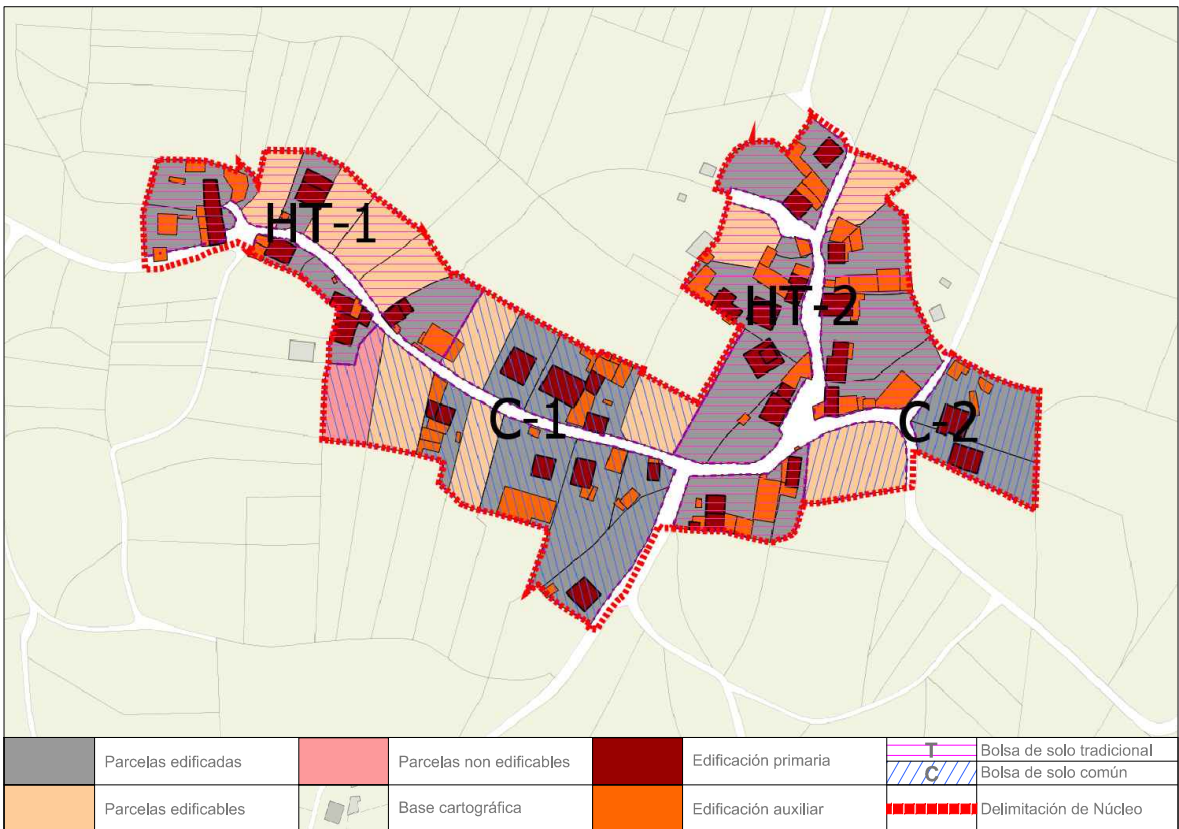 HT-1
HT-2
C-1
C-2
Parcelas edificadas
Parcelas non edificables
Edificación primaria
T
Bolsa de solo tradicional
C
Bolsa de solo común
Parcelas edificables
Base cartográfica
Edificación auxiliar
Delimitación de Núcleo